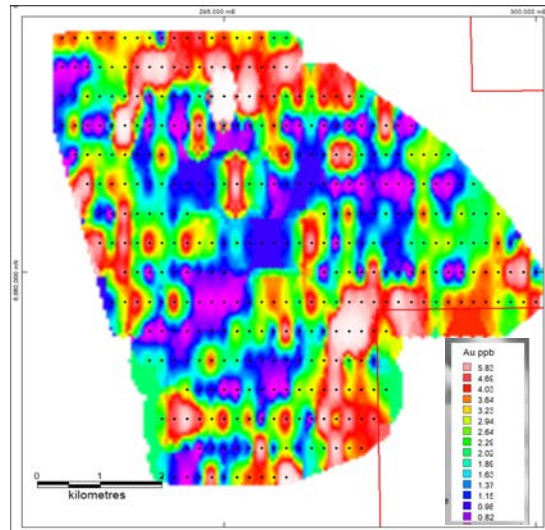 295,000 mE
300,000 mE
6,880,000 mN
Au ppb
5.83
4.69
4.03
3.64
3.23
2.94
2.64
2.29
2.02
1.89
1.63
1.37
1.15
0.96
0.82
0 1 2
kilometres